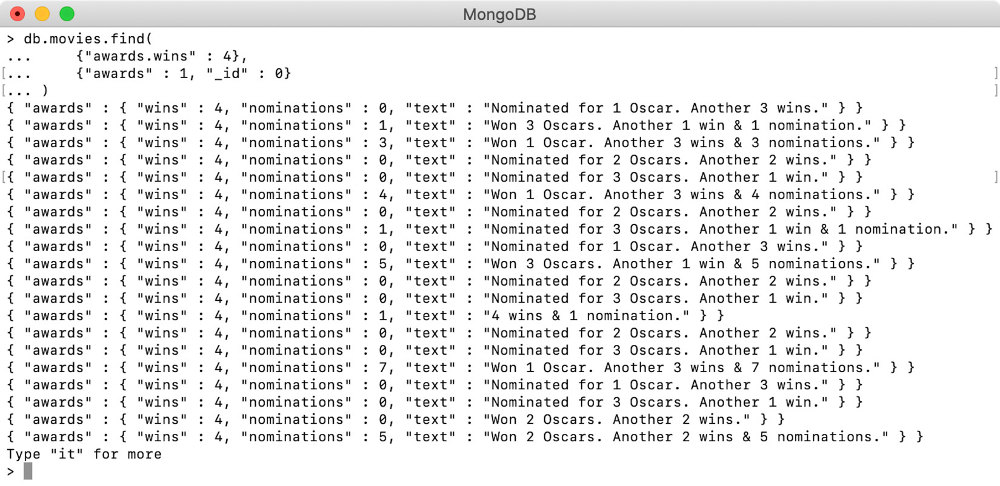 MongoDB
> db.movies.find(
...     {"awards.wins" : 4},
[...     {"awards" : 1, "_id" : 0} ]
[... ) ]
{ "awards" : { "wins" : 4, "nominations" : 0, "text" : "Nominated for 1 Oscar. Another 3 wins." } }
{ "awards" : { "wins" : 4, "nominations" : 1, "text" : "Won 3 Oscars. Another 1 win & 1 nomination." } }
{ "awards" : { "wins" : 4, "nominations" : 3, "text" : "Won 1 Oscar. Another 3 wins & 3 nominations." } }
{ "awards" : { "wins" : 4, "nominations" : 0, "text" : "Nominated for 2 Oscars. Another 2 wins." } }
[{ "awards" : { "wins" : 4, "nominations" : 0, "text" : "Nominated for 3 Oscars. Another 1 win." } } ]
{ "awards" : { "wins" : 4, "nominations" : 4, "text" : "Won 1 Oscar. Another 3 wins & 4 nominations." } }
{ "awards" : { "wins" : 4, "nominations" : 0, "text" : "Nominated for 2 Oscars. Another 2 wins." } }
{ "awards" : { "wins" : 4, "nominations" : 1, "text" : "Nominated for 3 Oscars. Another 1 win & 1 nomination." } }
{ "awards" : { "wins" : 4, "nominations" : 0, "text" : "Nominated for 1 Oscar. Another 3 wins." } }
{ "awards" : { "wins" : 4, "nominations" : 5, "text" : "Won 3 Oscars. Another 1 win & 5 nominations." } }
{ "awards" : { "wins" : 4, "nominations" : 0, "text" : "Nominated for 2 Oscars. Another 2 wins." } }
{ "awards" : { "wins" : 4, "nominations" : 0, "text" : "Nominated for 3 Oscars. Another 1 win." } }
{ "awards" : { "wins" : 4, "nominations" : 1, "text" : "4 wins & 1 nomination." } }
{ "awards" : { "wins" : 4, "nominations" : 0, "text" : "Nominated for 2 Oscars. Another 2 wins." } }
{ "awards" : { "wins" : 4, "nominations" : 0, "text" : "Nominated for 3 Oscars. Another 1 win." } }
{ "awards" : { "wins" : 4, "nominations" : 7, "text" : "Won 1 Oscar. Another 3 wins & 7 nominations." } }
{ "awards" : { "wins" : 4, "nominations" : 0, "text" : "Nominated for 1 Oscar. Another 3 wins." } }
{ "awards" : { "wins" : 4, "nominations" : 0, "text" : "Nominated for 3 Oscars. Another 1 win." } }
{ "awards" : { "wins" : 4, "nominations" : 0, "text" : "Won 2 Oscars. Another 2 wins." } }
{ "awards" : { "wins" : 4, "nominations" : 5, "text" : "Won 2 Oscars. Another 2 wins & 5 nominations." } }
Type "it" for more
>